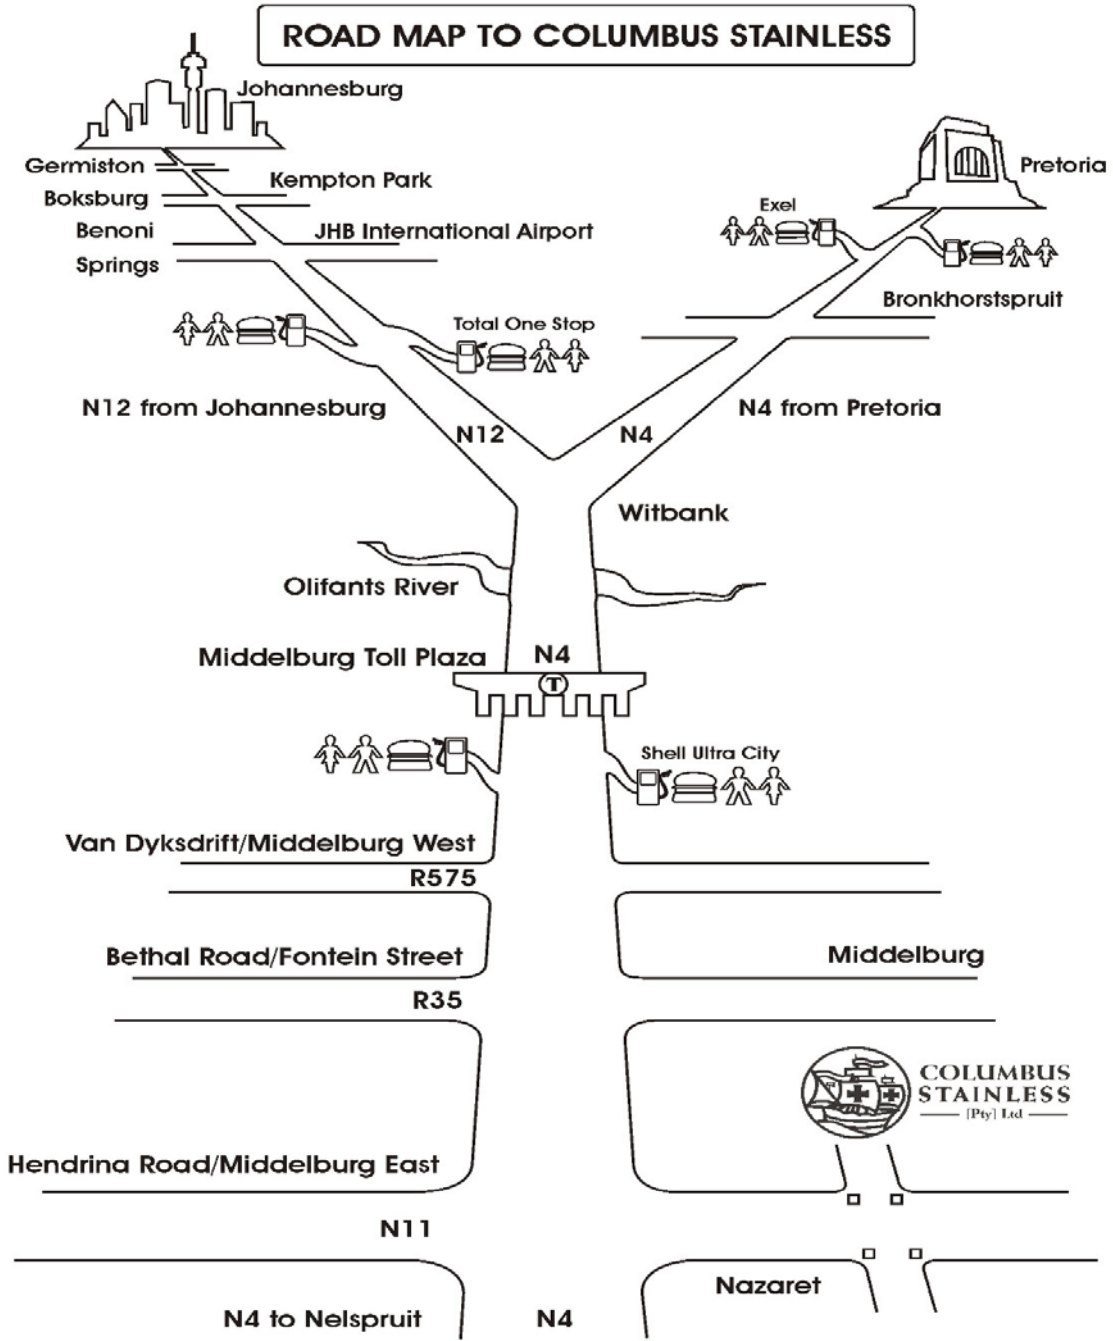 ROAD MAP TO COLUMBUS STAINLESS
Johannesburg
Germiston
Kempton Park
Pretoria
Boksburg
Exel
Benoni
JHB International Airport
Springs
Bronkhorstspruit
Total One Stop
N12 from Johannesburg
N4 from Pretoria
N12
N4
Witbank
Olifants River
Middelburg Toll Plaza
N4
T
Shell Ultra City
Van Dyksdrift/Middelburg West
R575
Bethal Road/Fontein Street
Middelburg
R35
COLUMBUS
STAINLESS
[Pty] Ltd
Hendrina Road/Middelburg East
N11
Nazaret
N4 to Nelspruit
N4